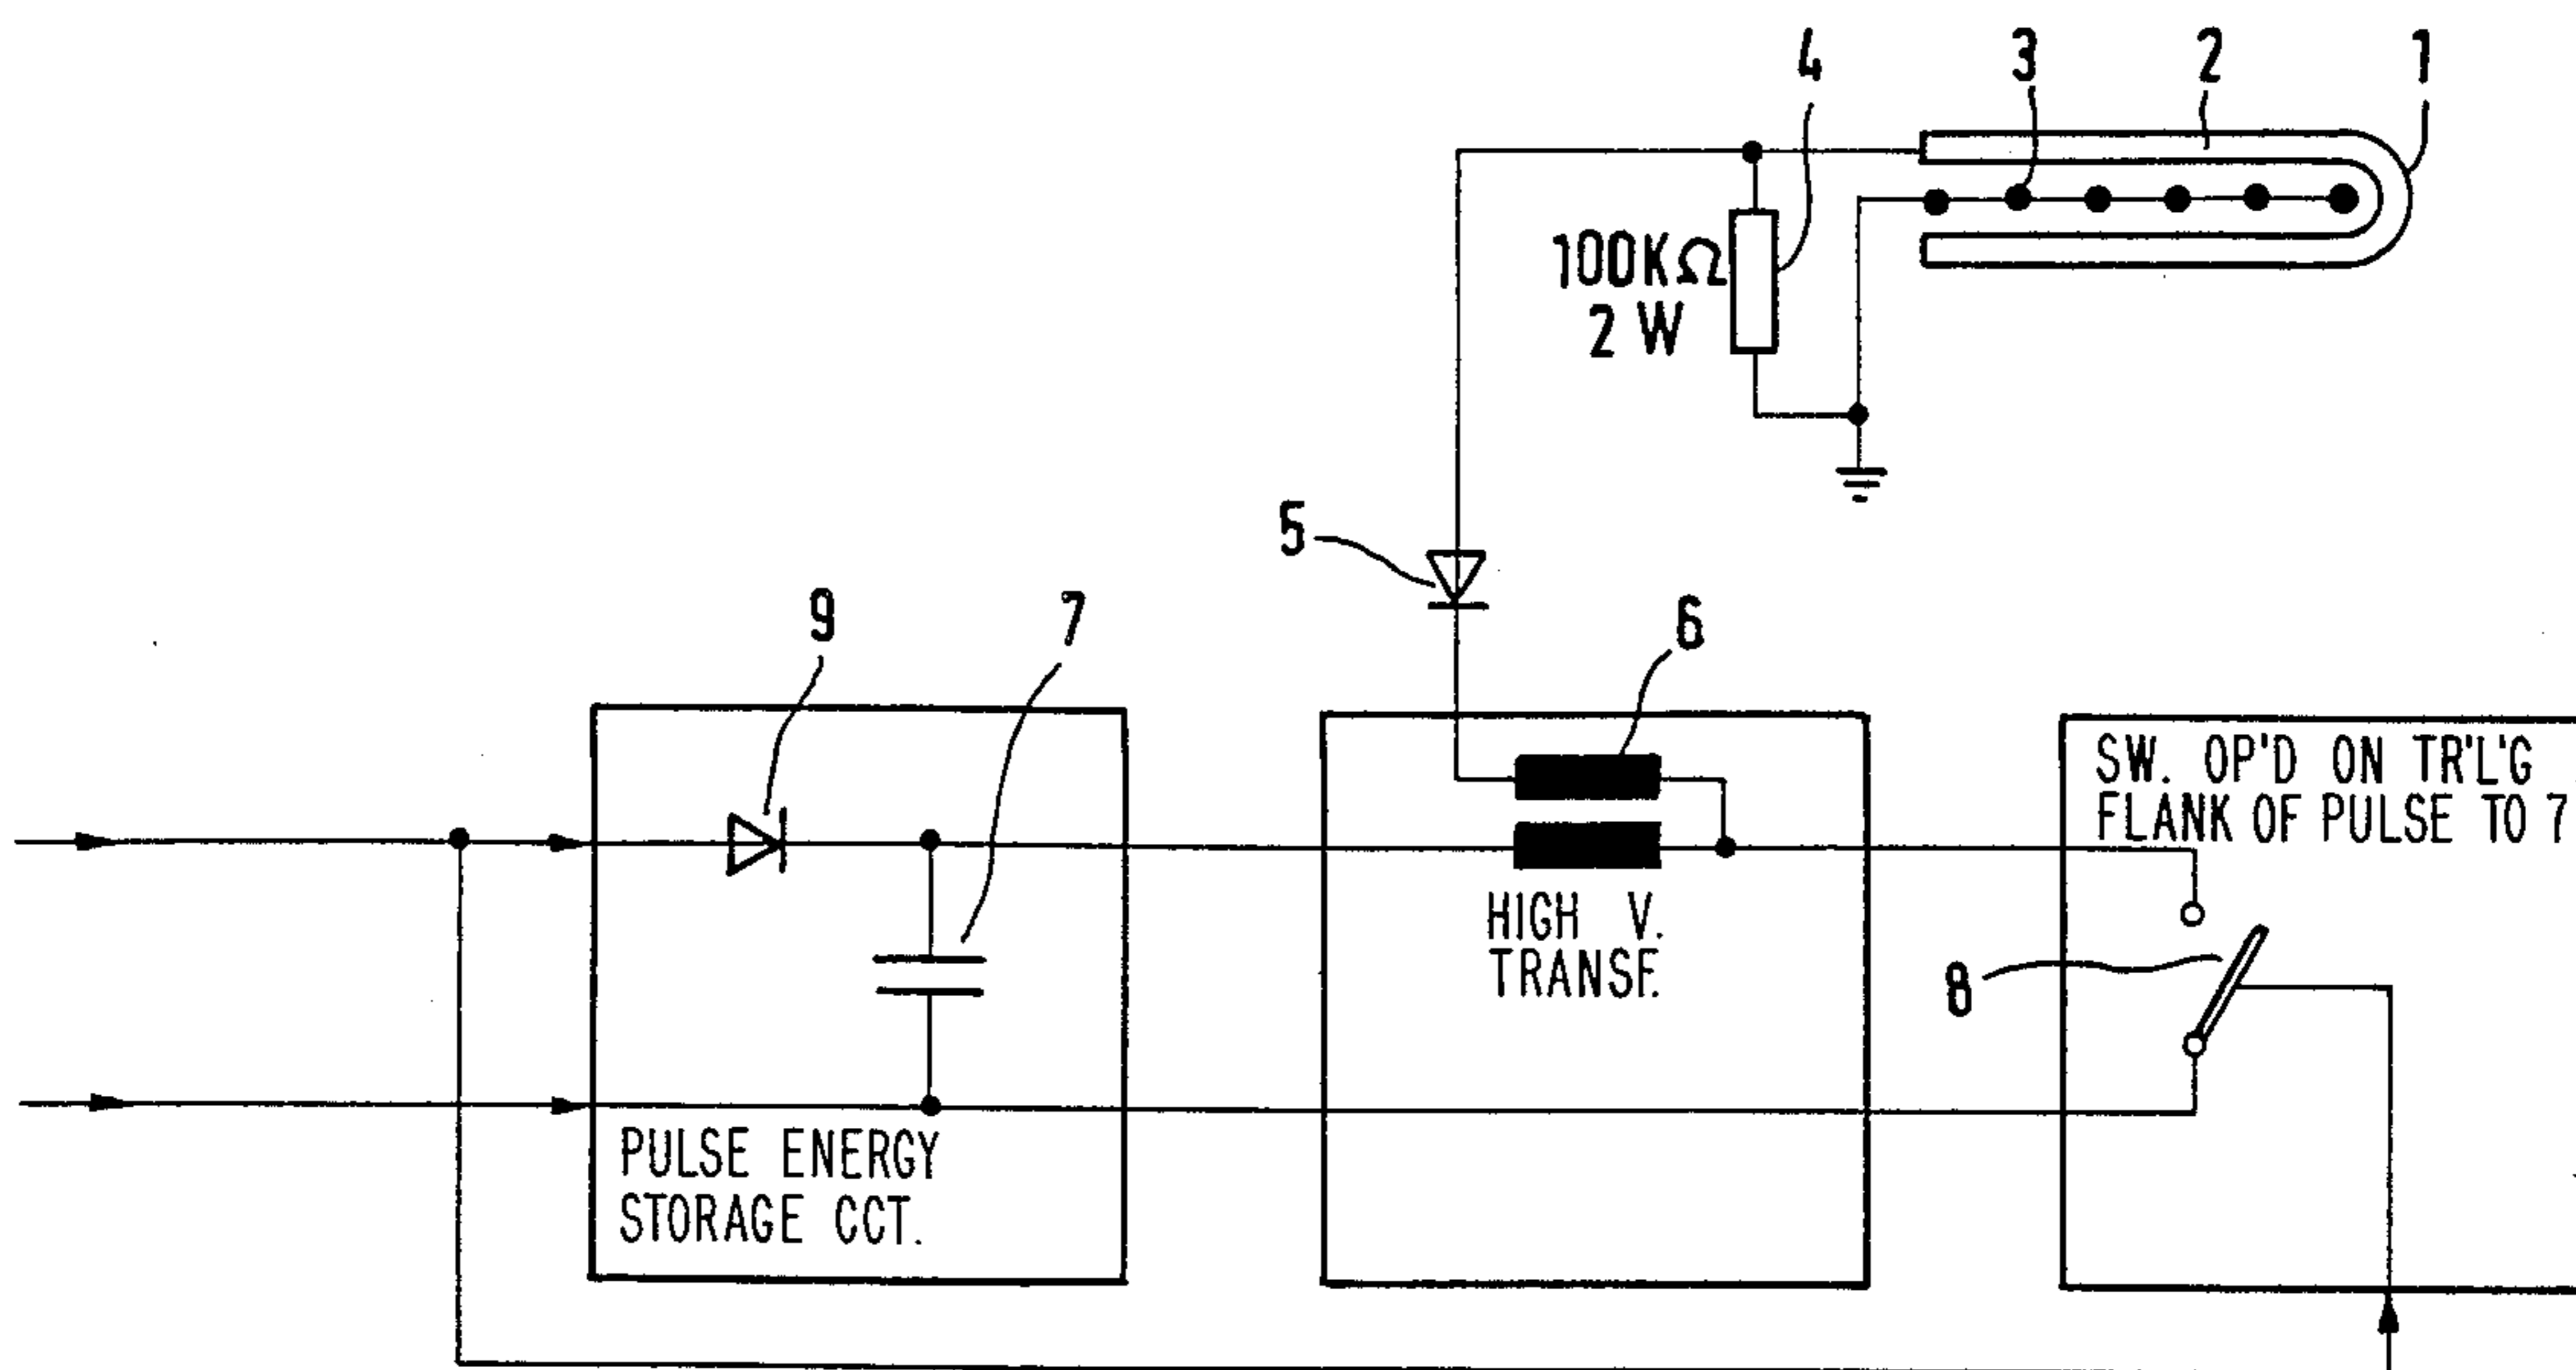 4
3
2
1
100KΩ
2 W
5
9
7
6
SW. OP'D ON TR'L'G
FLANK OF PULSE TO 7
HIGH V.
TRANSF.
8
PULSE ENERGY
STORAGE CCT.